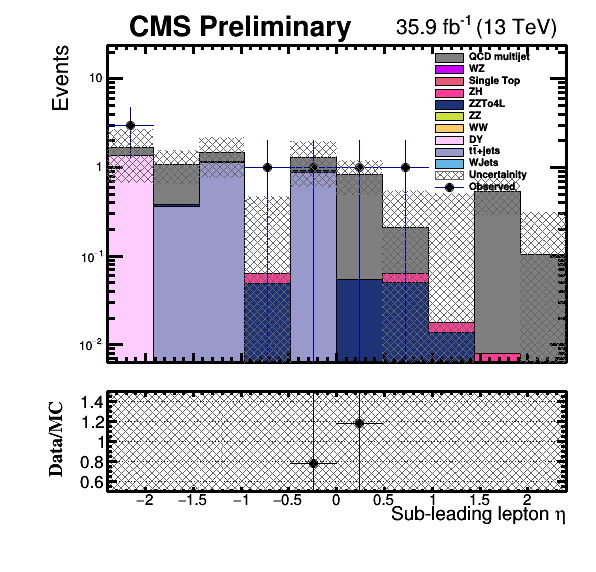 CMS Preliminary 35.9 fb⁻¹ (13 TeV)
Events
10
1
10⁻¹
10⁻²
QCD multijet
WZ
Single Top
ZH
ZZTo4L
ZZ
WW
DY
tt+jets
WJets
Uncertainity
Observed
Data/MC
1.4
1.2
1
0.8
0.6
−2 −1.5 −1 −0.5 0 0.5 1 1.5 2
Sub-leading lepton η